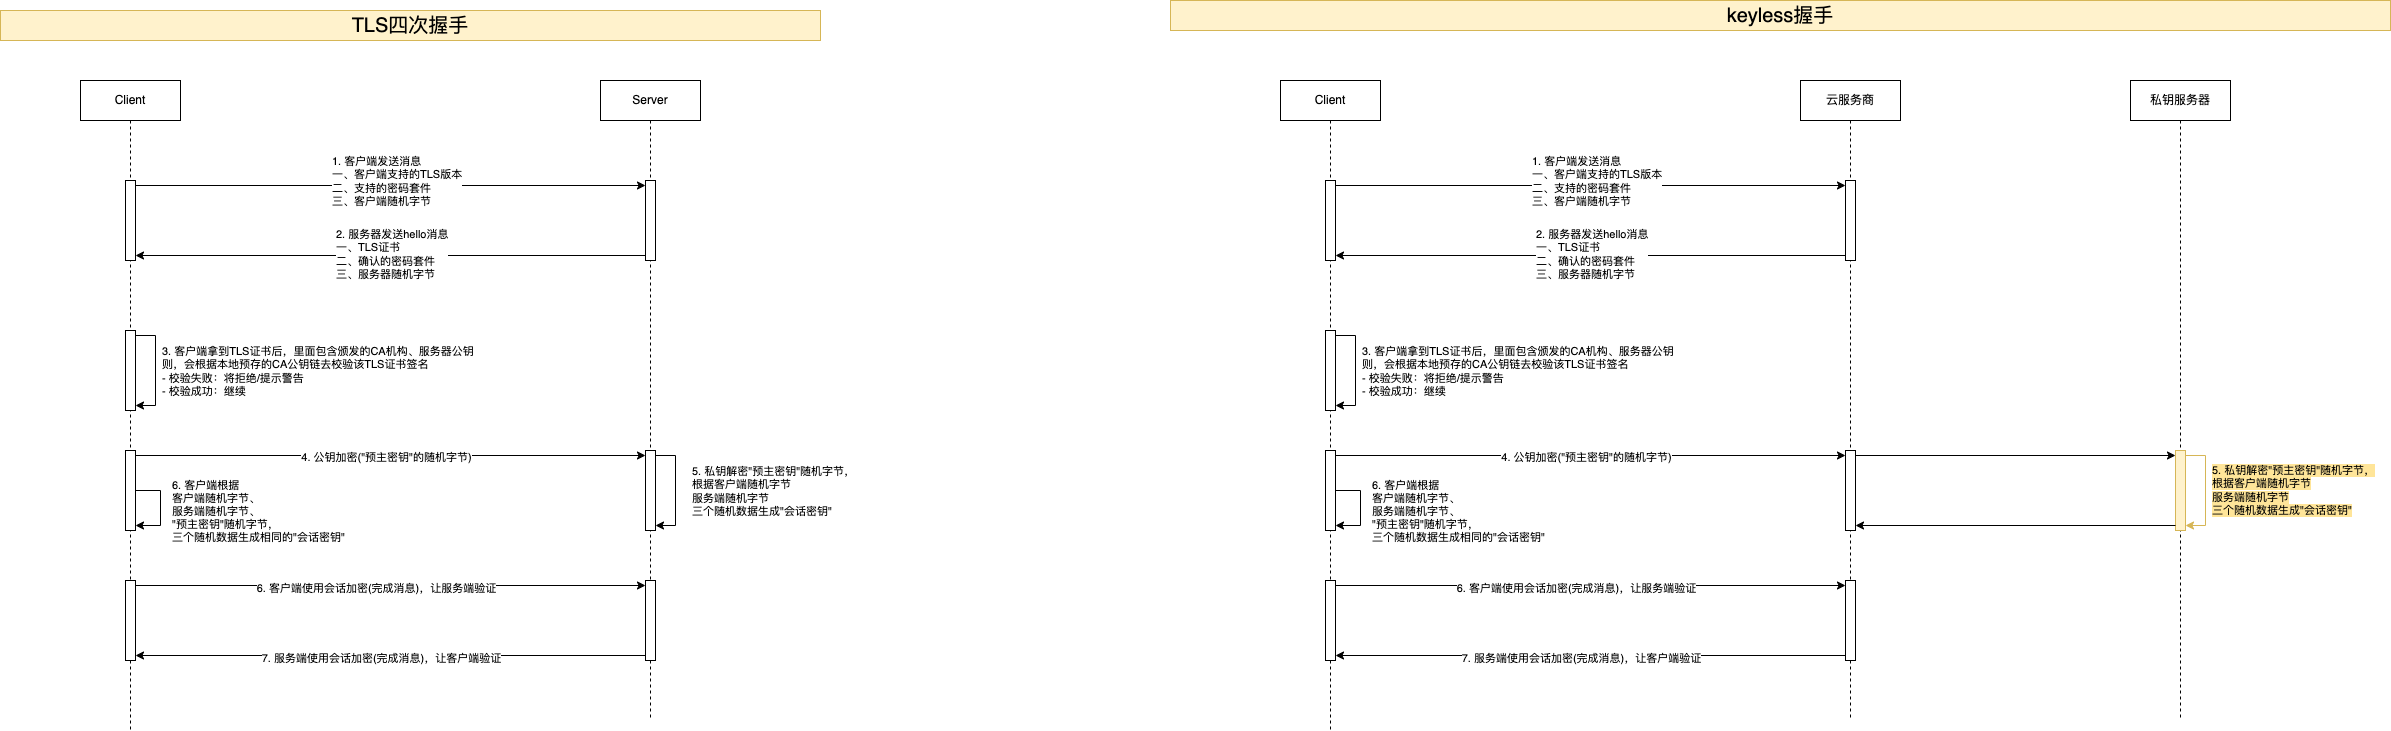 TLS四次握手
Client
Server
1. 客户端发送消息
一、客户端支持的TLS版本
二、支持的密码套件
三、客户端随机字节
2. 服务器发送hello消息
一、TLS证书
二、确认的密码套件
三、服务器随机字节
3. 客户端拿到TLS证书后，里面包含颁发的CA机构、服务器公钥
则，会根据本地预存的CA公钥链去校验该TLS证书签名
- 校验失败：将拒绝/提示警告
- 校验成功：继续
4. 公钥加密("预主密钥"的随机字节)
5. 私钥解密"预主密钥"随机字节，
根据客户端随机字节
服务端随机字节
三个随机数据生成"会话密钥"
6. 客户端根据
客户端随机字节、
服务端随机字节、
"预主密钥"随机字节，
三个随机数据生成相同的"会话密钥"
6. 客户端使用会话加密(完成消息)，让服务端验证
7. 服务端使用会话加密(完成消息)，让客户端验证
keyless握手
Client
云服务商
私钥服务器
1. 客户端发送消息
一、客户端支持的TLS版本
二、支持的密码套件
三、客户端随机字节
2. 服务器发送hello消息
一、TLS证书
二、确认的密码套件
三、服务器随机字节
3. 客户端拿到TLS证书后，里面包含颁发的CA机构、服务器公钥
则，会根据本地预存的CA公钥链去校验该TLS证书签名
- 校验失败：将拒绝/提示警告
- 校验成功：继续
4. 公钥加密("预主密钥"的随机字节)
5. 私钥解密"预主密钥"随机字节，
根据客户端随机字节
服务端随机字节
三个随机数据生成"会话密钥"
6. 客户端根据
客户端随机字节、
服务端随机字节、
"预主密钥"随机字节，
三个随机数据生成相同的"会话密钥"
6. 客户端使用会话加密(完成消息)，让服务端验证
7. 服务端使用会话加密(完成消息)，让客户端验证